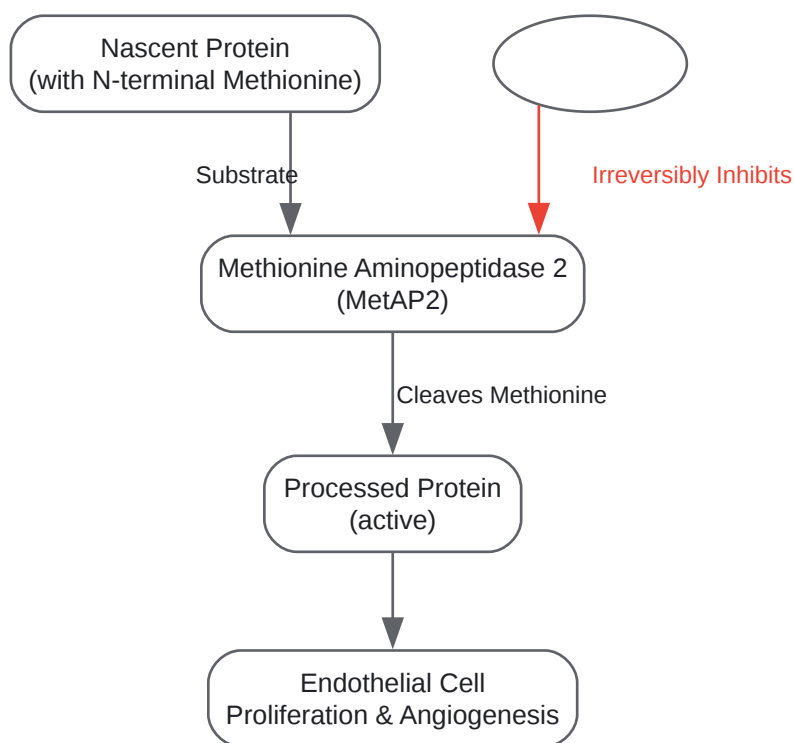 Nascent Protein
(with N-terminal Methionine)
Substrate
Irreversibly Inhibits
Methionine Aminopeptidase 2
(MetAP2)
Cleaves Methionine
Processed Protein
(active)
Endothelial Cell
Proliferation & Angiogenesis